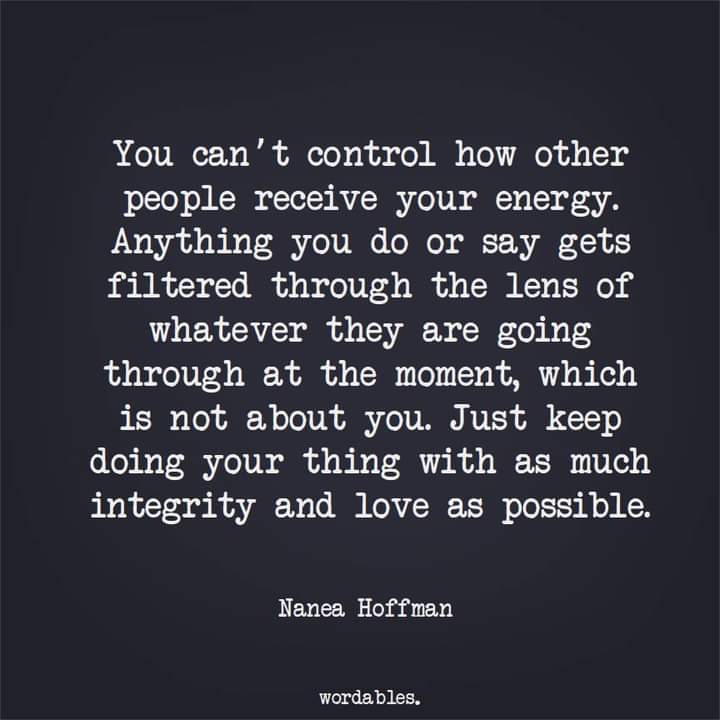 You can't control how other
people receive your energy.
Anything you do or say gets
filtered through the lens of
whatever they are going
through at the moment, which
is not about you. Just keep
doing your thing with as much
integrity and love as possible.
Nanea Hoffman
wordables.